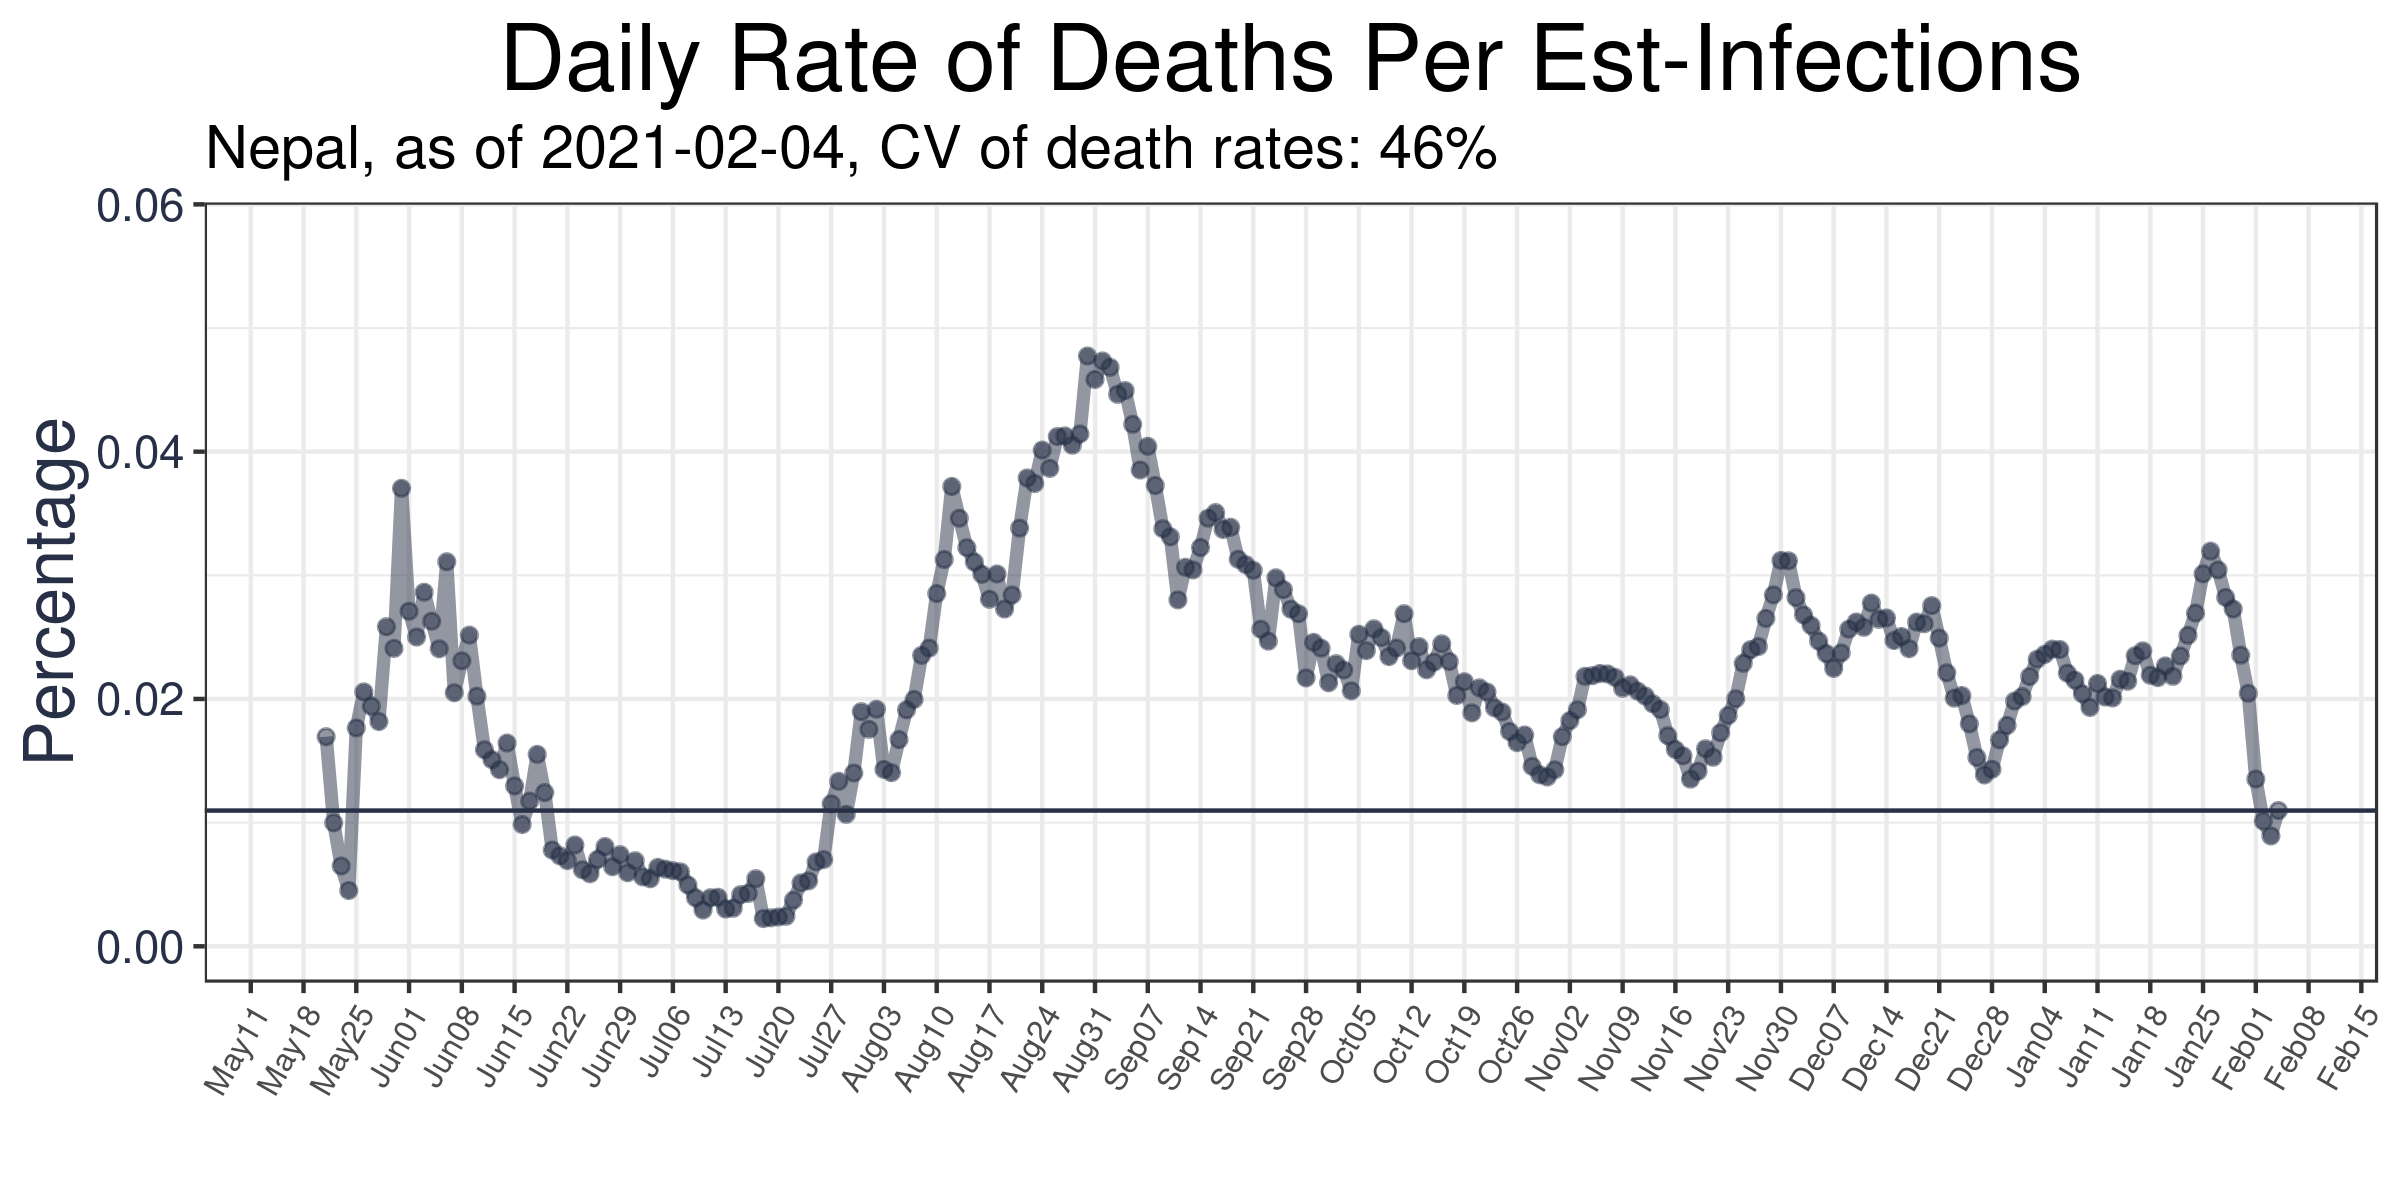 Daily Rate of Deaths Per Est-Infections
Nepal, as of 2021-02-04, CV of death rates: 46%
Percentage
0.06
0.04
0.02
0.00
May11 May18 May25 Jun01 Jun08 Jun15 Jun22 Jun29 Jul06 Jul13 Jul20 Jul27 Aug03 Aug10 Aug17 Aug24 Aug31 Sep07 Sep14 Sep21 Sep28 Oct05 Oct12 Oct19 Oct26 Nov02 Nov09 Nov16 Nov23 Nov30 Dec07 Dec14 Dec21 Dec28 Jan04 Jan11 Jan18 Jan25 Feb01 Feb08 Feb15